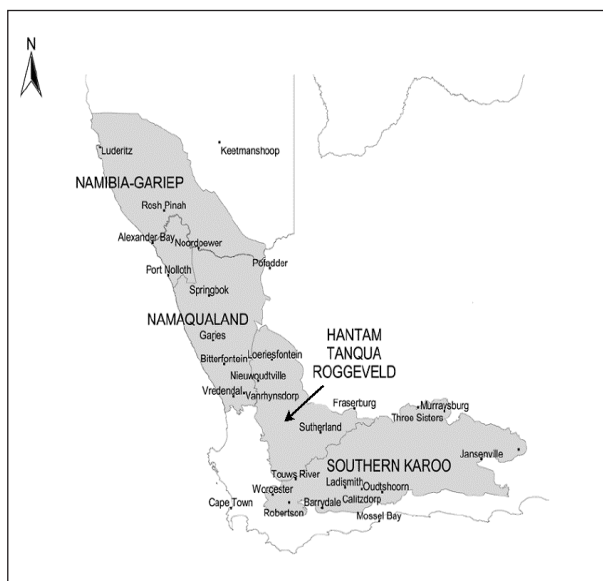 N
Luderitz
Keetmanshoop
NAMIBIA-GARIEP
Rosh Pinah
Alexander Bay
Noordoewer
Pofadder
Port Nolloth
Springbok
NAMAQUALAND
Garies
HANTAM
TANQUA
ROGGEVELD
Loeriesfontein
Bitterfontein
Nieuwoudtville
Vredendal
Vanrhynsdorp
Fraserburg
Murraysburg
Three Sisters
Sutherland
Jansenville
SOUTHERN KAROO
Touws River
Ladismith
Oudtshoorn
Worcester
Calitzdorp
Cape Town
Robertson
Barrydale
Mossel Bay